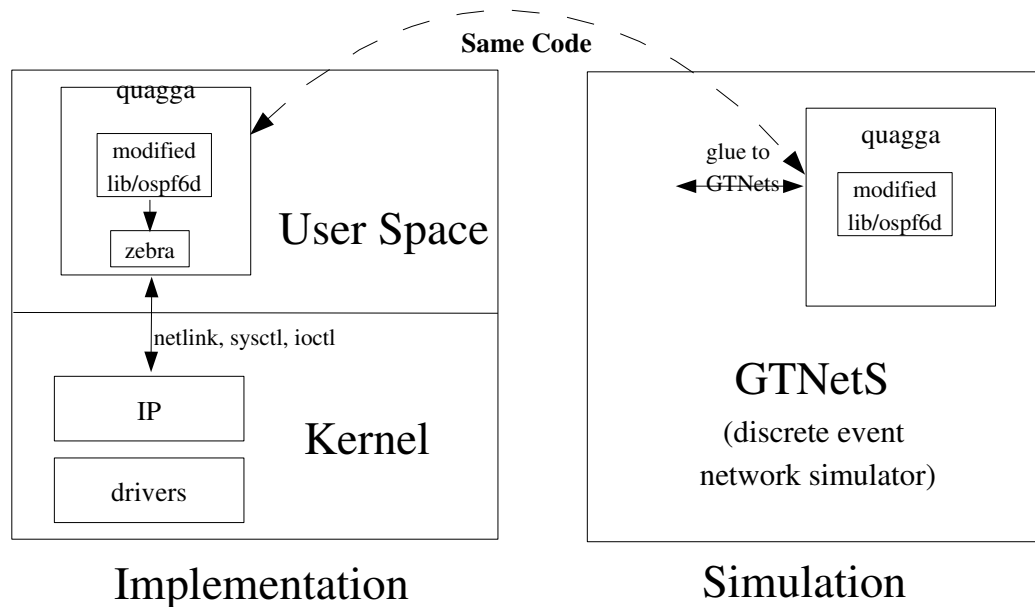 Same Code
quagga
modified
lib/ospf6d
zebra
User Space
netlink, sysctl, ioctl
IP
Kernel
drivers
Implementation
glue to
GTNets
quagga
modified
lib/ospf6d
GTNetS
(discrete event
network simulator)
Simulation